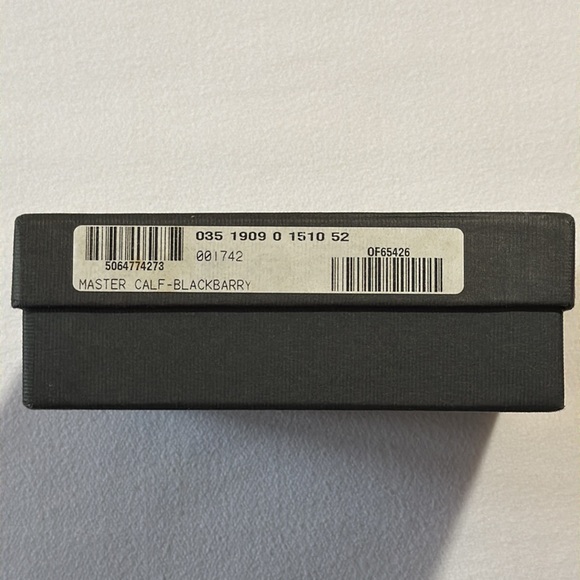 035 1909 0 1510 52
5064774273
001742
OF65426
MASTER CALF-BLACKBARRY